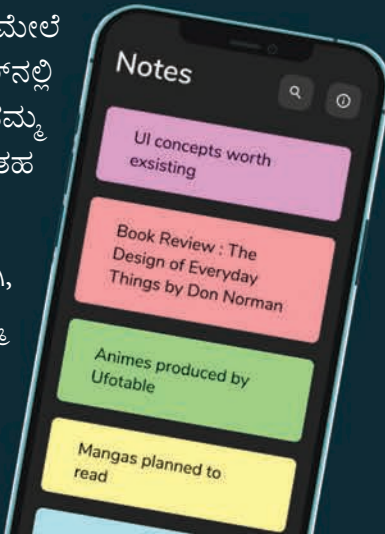 ಮೇಲೆ
Notes
UI concepts worth
exsisting
Book Review : The
Design of Everyday
Things by Don Norman
Animes produced by
Ufotable
Mangas planned to
read